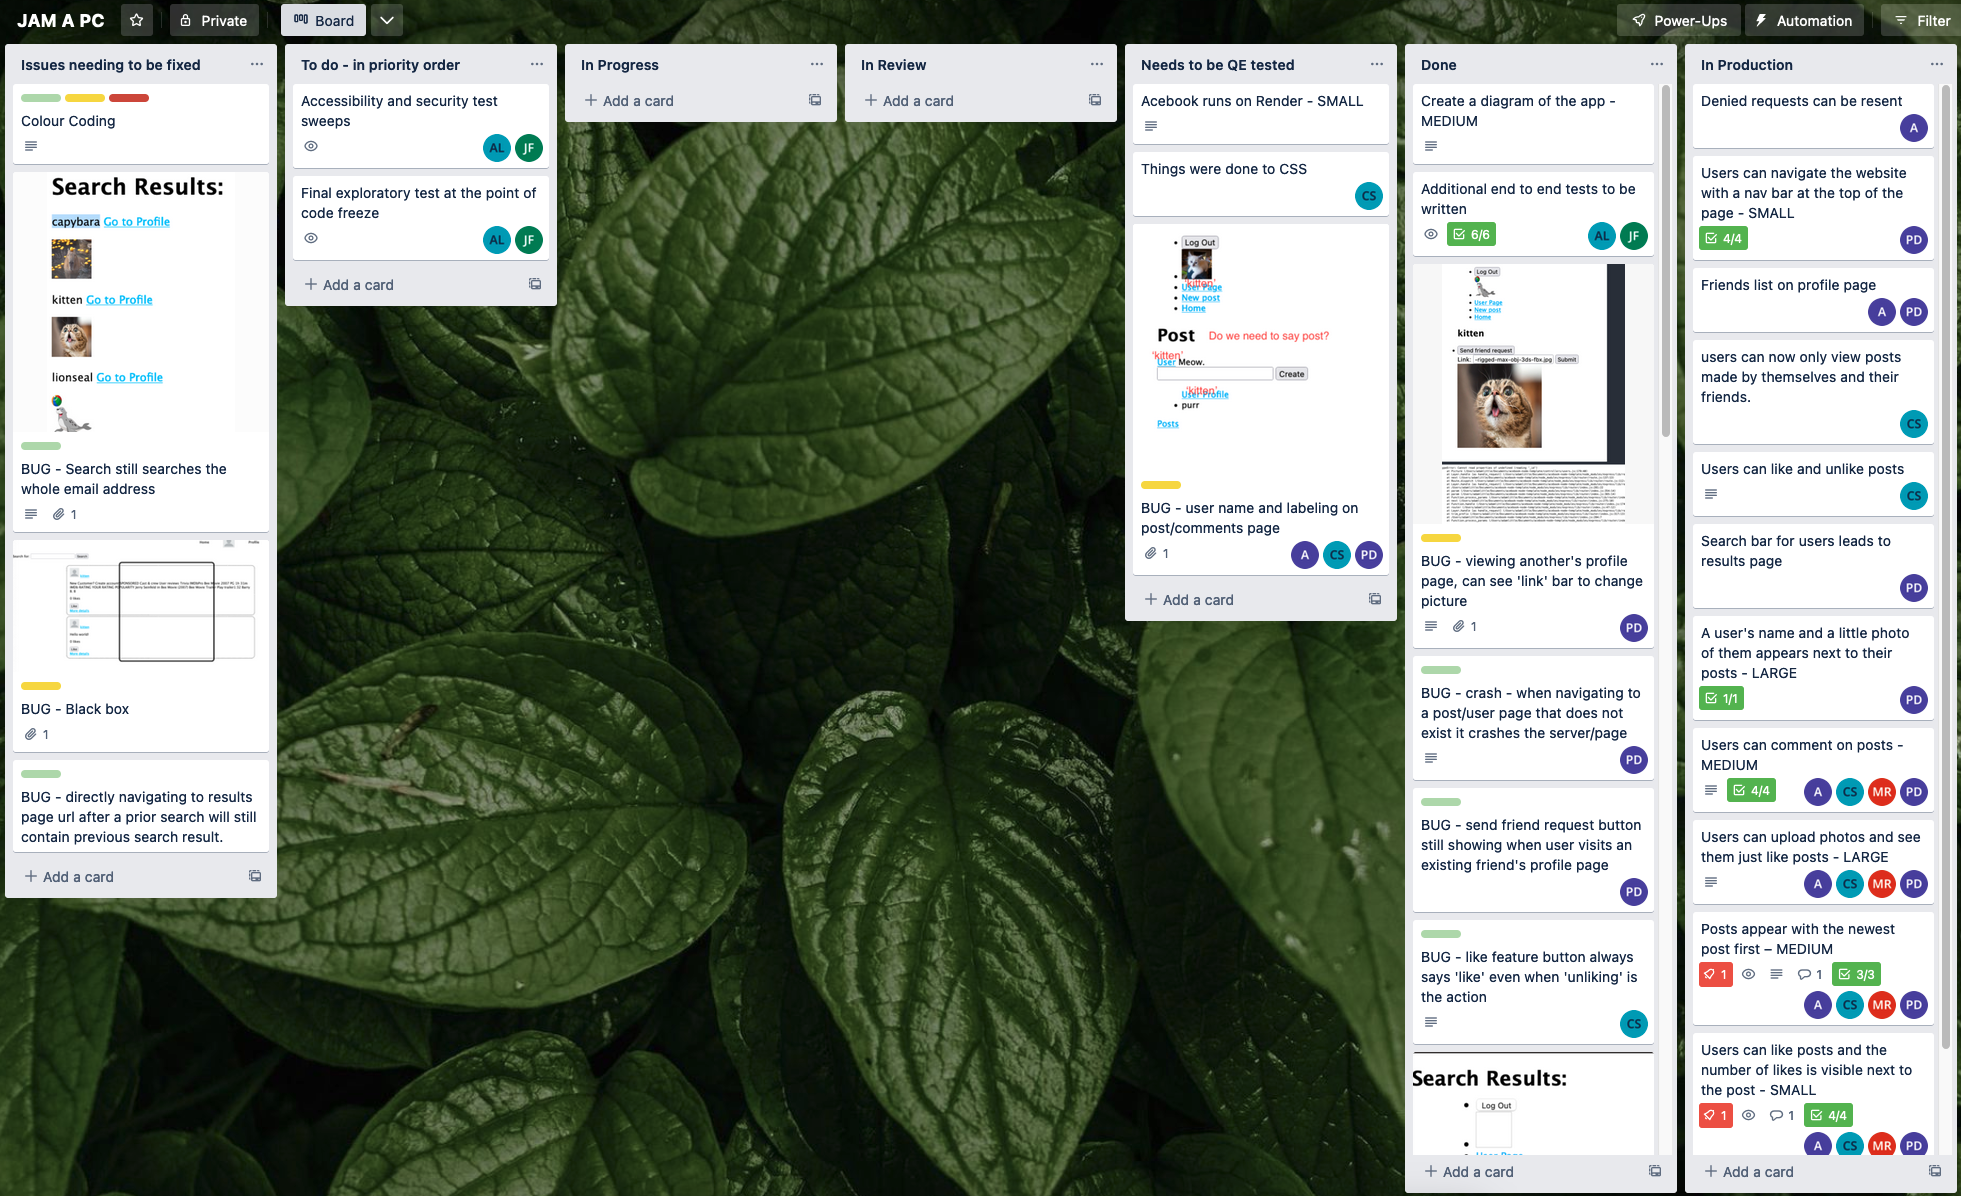 JAM A PC
Private
Board
Power-Ups
Automation
Filter
Issues needing to be fixed
Colour Coding
Search Results:
capybara Go to Profile
kitten Go to Profile
lionseal Go to Profile
BUG - Search still searches the
whole email address
1
Home
Profile
Search
Hello world!
BUG - Black box
1
BUG - directly navigating to results
page url after a prior search will still
contain previous search result.
Add a card
To do - in priority order
Accessibility and security test
sweeps
AL JF
Final exploratory test at the point of
code freeze
AL JF
Add a card
In Progress
Add a card
In Review
Add a card
Needs to be QE tested
Acebook runs on Render - SMALL
Things were done to CSS
CS
Log Out
'kitten'
User Page
New post
Home
Post Do we need to say post?
'kitten'
User Meow.
Create
'kitten'
User Profile
purr
Posts
BUG - user name and labeling on
post/comments page
1
A CS PD
Add a card
Done
Create a diagram of the app -
MEDIUM
Additional end to end tests to be
written
6/6
AL JF
Log Out
User Page
New post
Home
kitten
Send friend request
Link: -rigged-max-obj-3ds-fbx.jpg Submit
BUG - viewing another's profile
page, can see 'link' bar to change
picture
1
PD
BUG - crash - when navigating to
a post/user page that does not
exist it crashes the server/page
PD
BUG - send friend request button
still showing when user visits an
existing friend's profile page
PD
BUG - like feature button always
says 'like' even when 'unliking' is
the action
CS
Search Results:
Log Out
Add a card
In Production
Denied requests can be resent
A
Users can navigate the website
with a nav bar at the top of the
page - SMALL
4/4
PD
Friends list on profile page
A PD
users can now only view posts
made by themselves and their
friends.
CS
Users can like and unlike posts
CS
Search bar for users leads to
results page
PD
A user's name and a little photo
of them appears next to their
posts - LARGE
1/1
PD
Users can comment on posts -
MEDIUM
4/4
A CS MR PD
Users can upload photos and see
them just like posts - LARGE
A CS MR PD
Posts appear with the newest
post first – MEDIUM
1 1 3/3
A CS MR PD
Users can like posts and the
number of likes is visible next to
the post - SMALL
1 1 4/4
A CS MR PD
Add a card